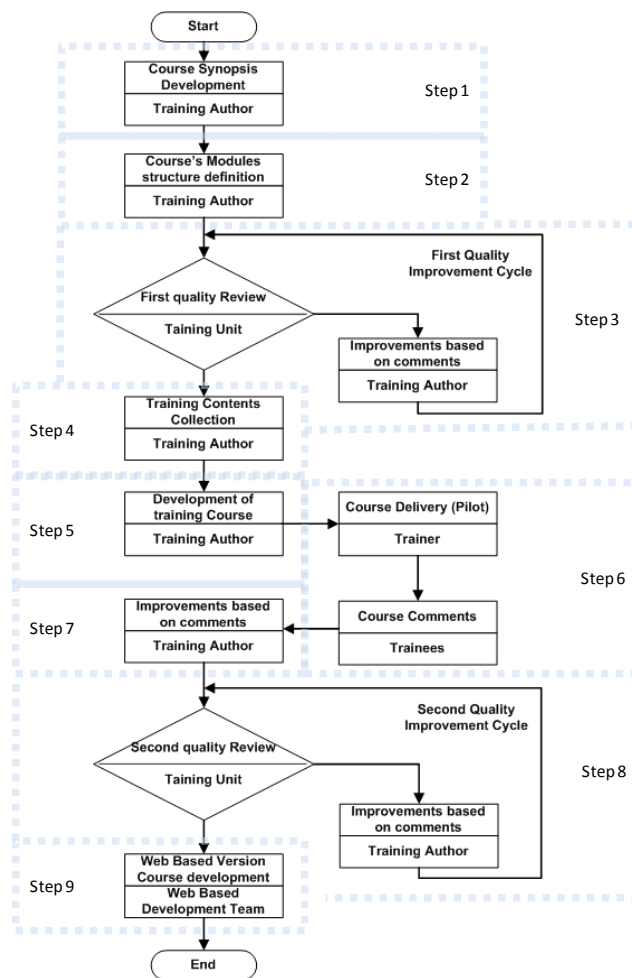 Start
Course Synopsis
Development
Training Author
Step 1
Course's Modules
structure definition
Training Author
Step 2
First Quality
Improvement Cycle
First quality Review
Taining Unit
Step 3
Improvements based
on comments
Training Author
Training Contents
Collection
Training Author
Step 4
Development of
training Course
Training Author
Step 5
Course Delivery (Pilot)
Trainer
Step 6
Course Comments
Trainees
Improvements based
on comments
Training Author
Step 7
Second Quality
Improvement Cycle
Second quality Review
Taining Unit
Step 8
Improvements based
on comments
Training Author
Web Based Version
Course development
Web Based
Development Team
Step 9
End